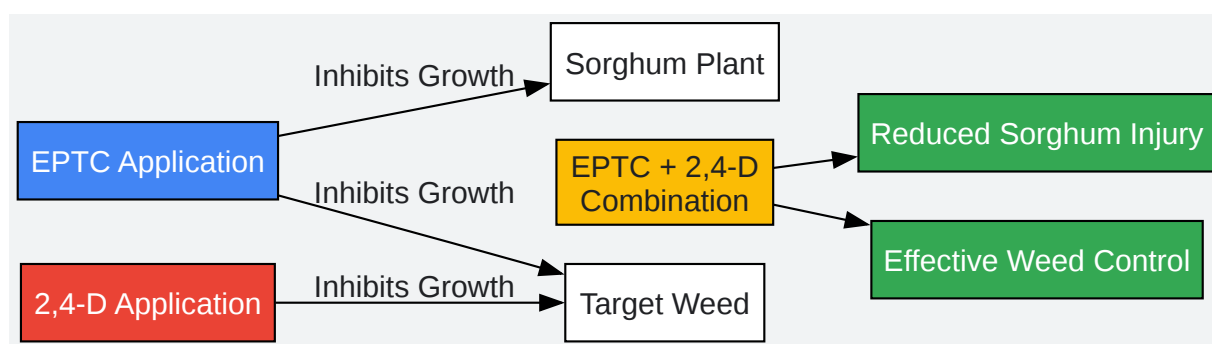 Sorghum Plant
Inhibits Growth
Reduced Sorghum Injury
EPTC Application
EPTC + 2,4-D
Combination
Inhibits Growth
Effective Weed Control
2,4-D Application
Inhibits Growth
Target Weed